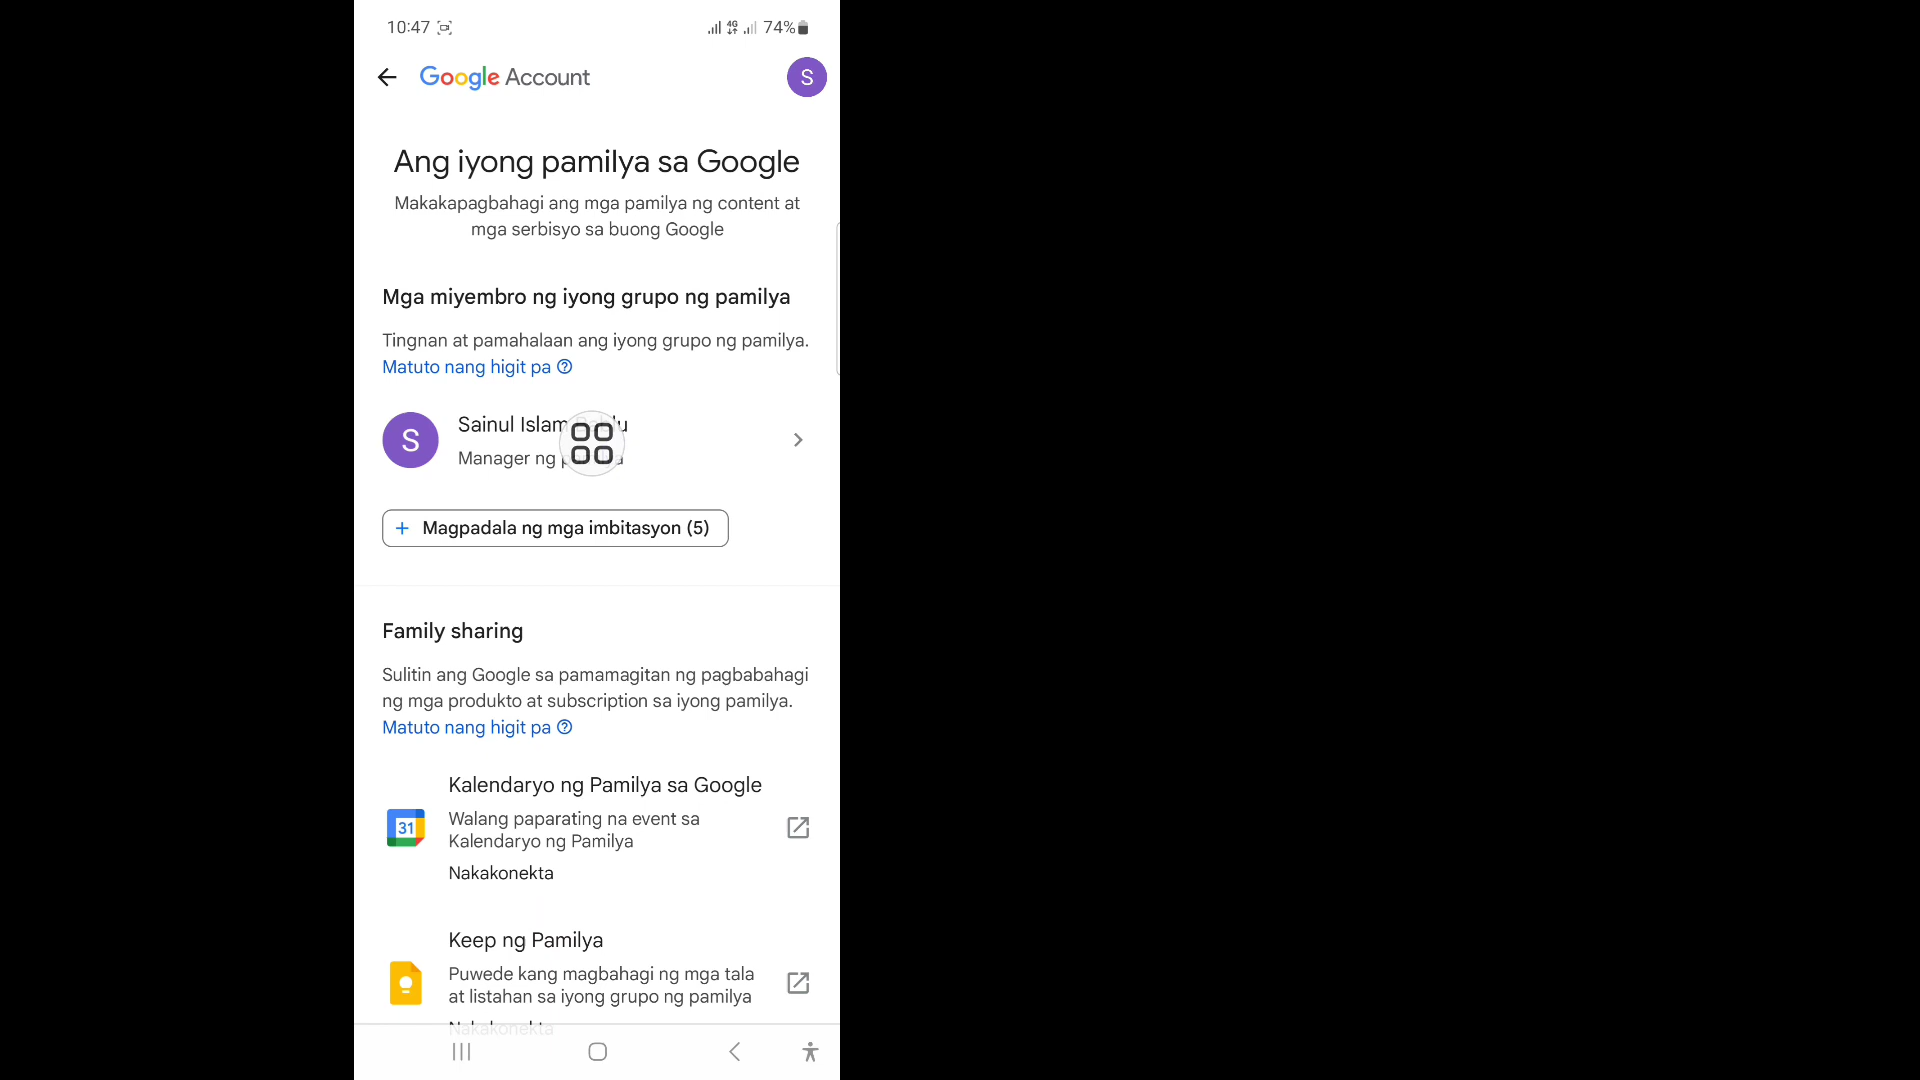 10:47 4G 74%
Google Account S
Ang iyong pamilya sa Google
Makakapagbahagi ang mga pamilya ng content at
mga serbisyo sa buong Google
Mga miyembro ng iyong grupo ng pamilya
Tingnan at pamahalaan ang iyong grupo ng pamilya.
Matuto nang higit pa
S
Sainul Islam
Manager ng
+ Magpadala ng mga imbitasyon (5)
Family sharing
Sulitin ang Google sa pamamagitan ng pagbabahagi
ng mga produkto at subscription sa iyong pamilya.
Matuto nang higit pa
Kalendaryo ng Pamilya sa Google
31
Walang paparating na event sa
Kalendaryo ng Pamilya
Nakakonekta
Keep ng Pamilya
Puwede kang magbahagi ng mga tala
at listahan sa iyong grupo ng pamilya
Nakakonekta